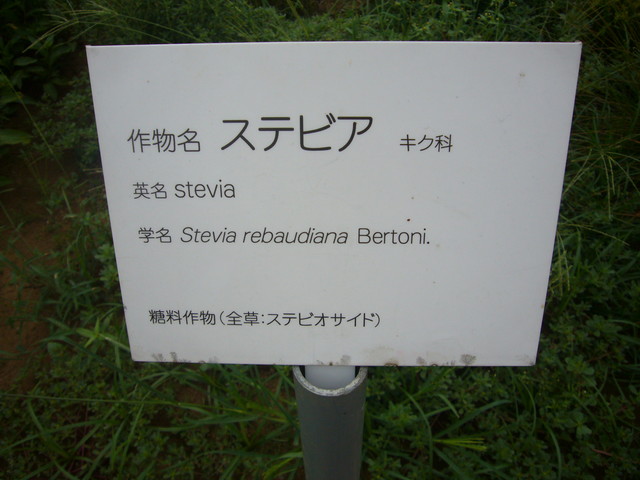 作物名 ステビア キク科
英名 stevia
学名 Stevia rebaudiana Bertoni.
糖料作物(全草:ステビオサイド)